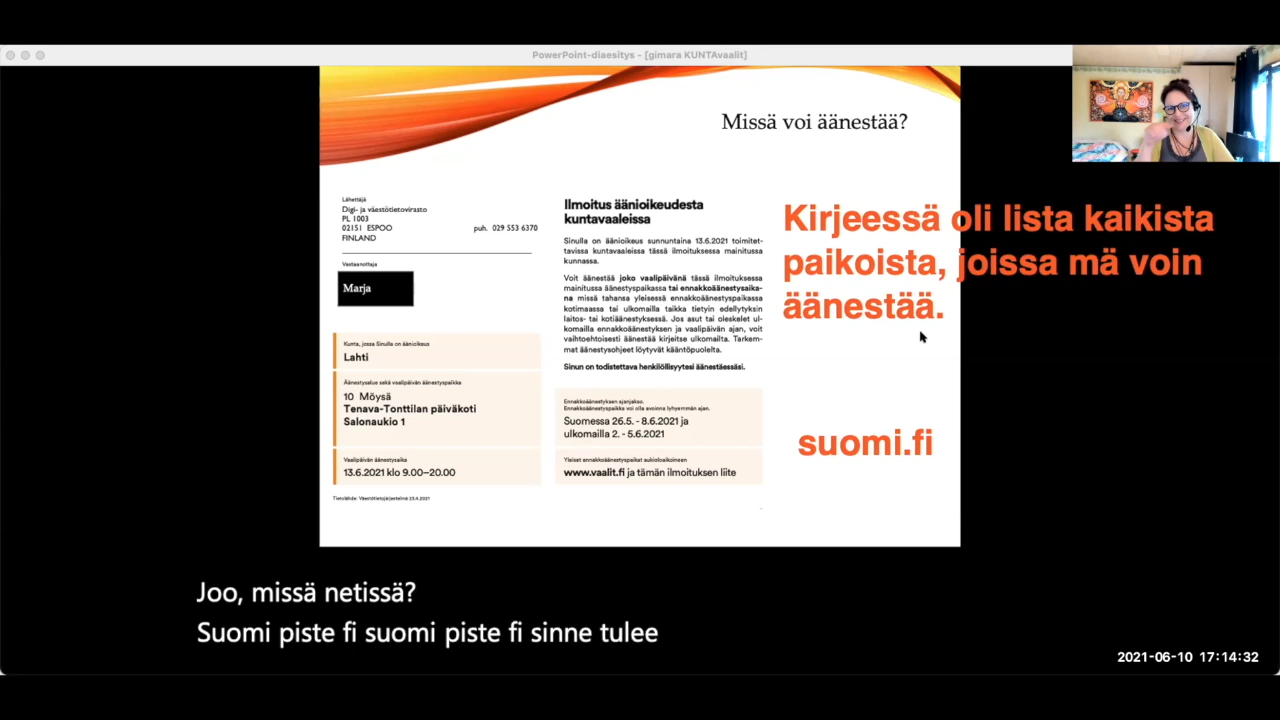 PowerPoint-diaesitys - [gimara KUNTAvaalit]
Missä voi äänestää?
Lähettäjä
Digi- ja väestötietovirasto
PL 1003
02151 ESPOO
puh. 029 553 6370
FINLAND
Vastaanottaja
Marja
Kunta, jossa Sinulla on äänioikeus
Lahti
Äänestysalue sekä vaalipäivän äänestyspaikka
10 Möysä
Tenava-Tonttilan päiväkoti
Salonaukio 1
Vaalipäivän äänestysaika
13.6.2021 klo 9.00–20.00
Tietolähde: Väestötietojärjestelmä 23.4.2021
Ilmoitus äänioikeudesta
kuntavaaleissa
Sinulla on äänioikeus sunnuntaina 13.6.2021 toimitet-
tavissa kuntavaaleissa tässä ilmoituksessa mainitussa
kunnassa.
Voit äänestää joko vaalipäivänä tässä ilmoituksessa
mainitussa äänestyspaikassa tai ennakkoäänestysaika-
na missä tahansa yleisessä ennakkoäänestyspaikassa
kotimaassa tai ulkomailla taikka tietyin edellytyksin
laitos- tai kotiäänestyksessä. Jos asut tai oleskelet ul-
komailla ennakkoäänestyksen ja vaalipäivän ajan, voit
vaihtoehtoisesti äänestää kirjeitse ulkomailta. Tarkem-
mat äänestysohjeet löytyvät kääntöpuolelta.
Sinun on todistettava henkilöllisyytesi äänestäessäsi.
Ennakkoäänestyksen ajanjakso.
Ennakkoäänestyspaikka voi olla avoinna lyhyemmän ajan.
Suomessa 26.5. - 8.6.2021 ja
ulkomailla 2. - 5.6.2021
Yleiset ennakkoäänestyspaikat aukioloaikoineen
www.vaalit.fi ja tämän ilmoituksen liite
Kirjeessä oli lista kaikista
paikoista, joissa mä voin
äänestää.
suomi.fi
Joo, missä netissä?
Suomi piste fi suomi piste fi sinne tulee
2021-06-10 17:14:32